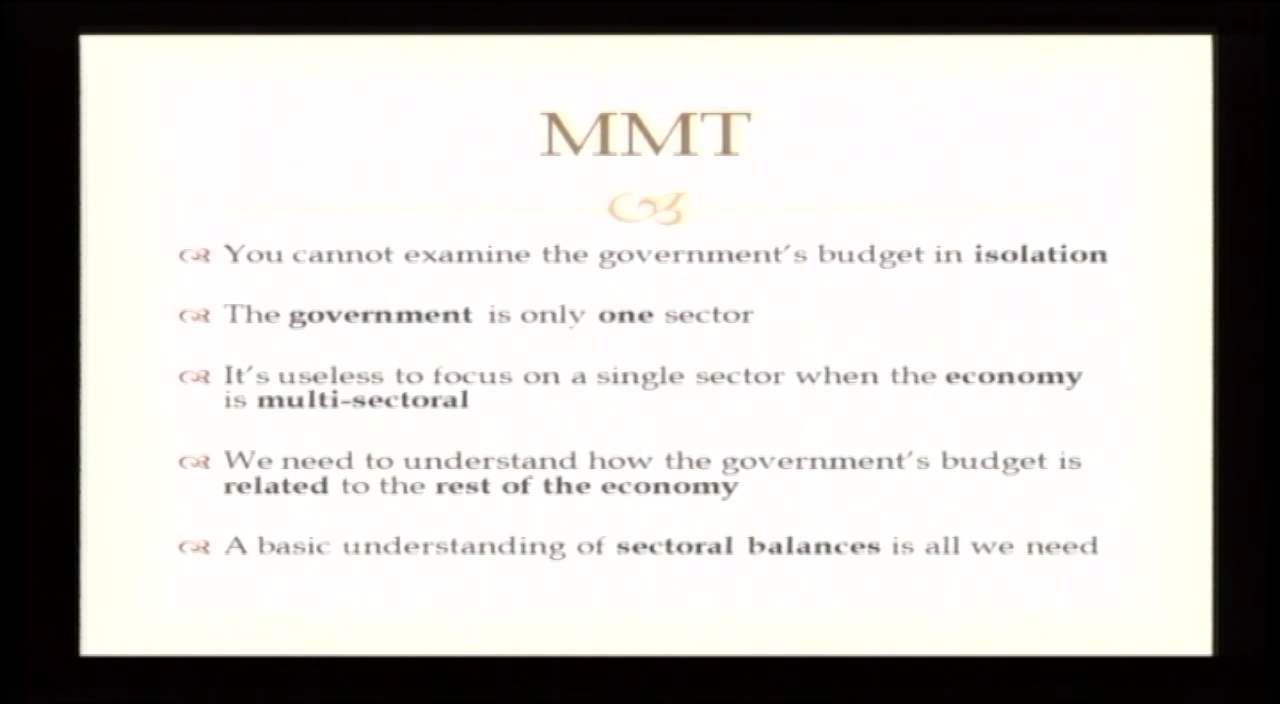 MMT
You cannot examine the government's budget in isolation
The government is only one sector
It's useless to focus on a single sector when the economy
is multi-sectoral
We need to understand how the government's budget is
related to the rest of the economy
A basic understanding of sectoral balances is all we need